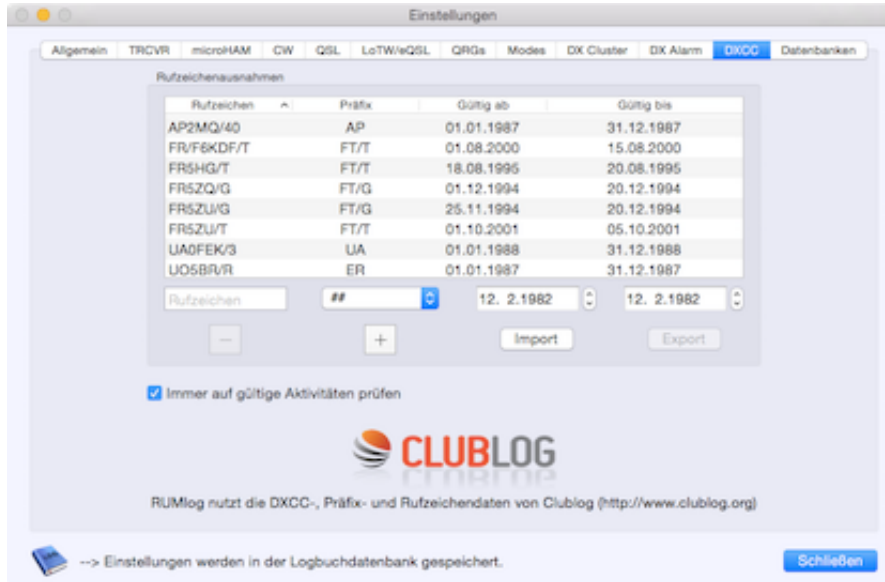 Einstellungen
Allgemein TRCVR microHAM CW QSL LoTW/eQSL QRGs Modes DX Cluster DX Alarm DXCC Datenbanken
Rufzeichenausnahmen
Rufzeichen Präfix Gültig ab Gültig bis
AP2MQ/40 AP 01.01.1987 31.12.1987
FR/F6KDF/T FT/T 01.08.2000 15.08.2000
FR5HG/T FT/T 18.08.1995 20.08.1995
FR5ZQ/G FT/G 01.12.1994 20.12.1994
FR5ZU/G FT/G 25.11.1994 20.12.1994
FR5ZU/T FT/T 01.10.2001 05.10.2001
UA0FEK/3 UA 01.01.1988 31.12.1988
UO5BR/R ER 01.01.1987 31.12.1987
Rufzeichen ## 12. 2.1982 12. 2.1982
− + Import Export
Immer auf gültige Aktivitäten prüfen
CLUBLOG
RUMlog nutzt die DXCC-, Präfix- und Rufzeichendaten von Clublog (http://www.clublog.org)
--> Einstellungen werden in der Logbuchdatenbank gespeichert. Schließen